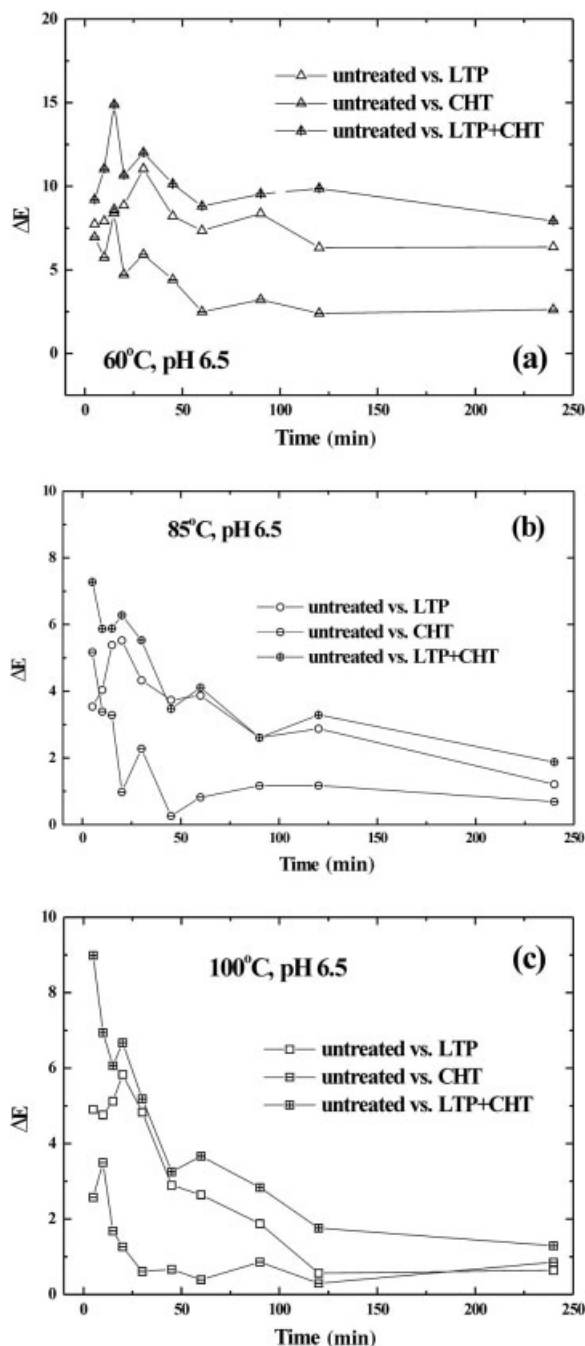 20
15
10
5
0
ΔE
untreated vs. LTP
untreated vs. CHT
untreated vs. LTP+CHT
60°C, pH 6.5
(a)
0 50 100 150 200 250
Time (min)
10
8
6
4
2
0
ΔE
85°C, pH 6.5
(b)
untreated vs. LTP
untreated vs. CHT
untreated vs. LTP+CHT
0 50 100 150 200 250
Time (min)
10
8
6
4
2
0
ΔE
100°C, pH 6.5
(c)
untreated vs. LTP
untreated vs. CHT
untreated vs. LTP+CHT
0 50 100 150 200 250
Time (min)